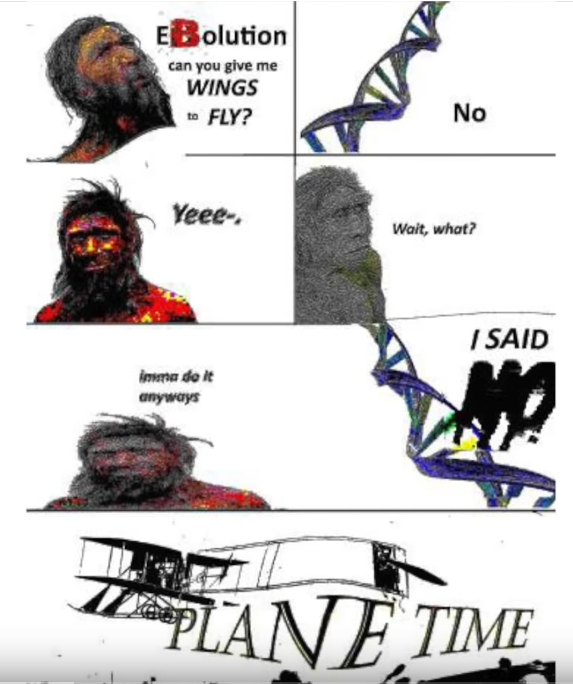 EBolution
can you give me
WINGS
to FLY?
No
Yeee-.
Wait, what?
I SAID
NO
imma do it
anyways
PLANE TIME